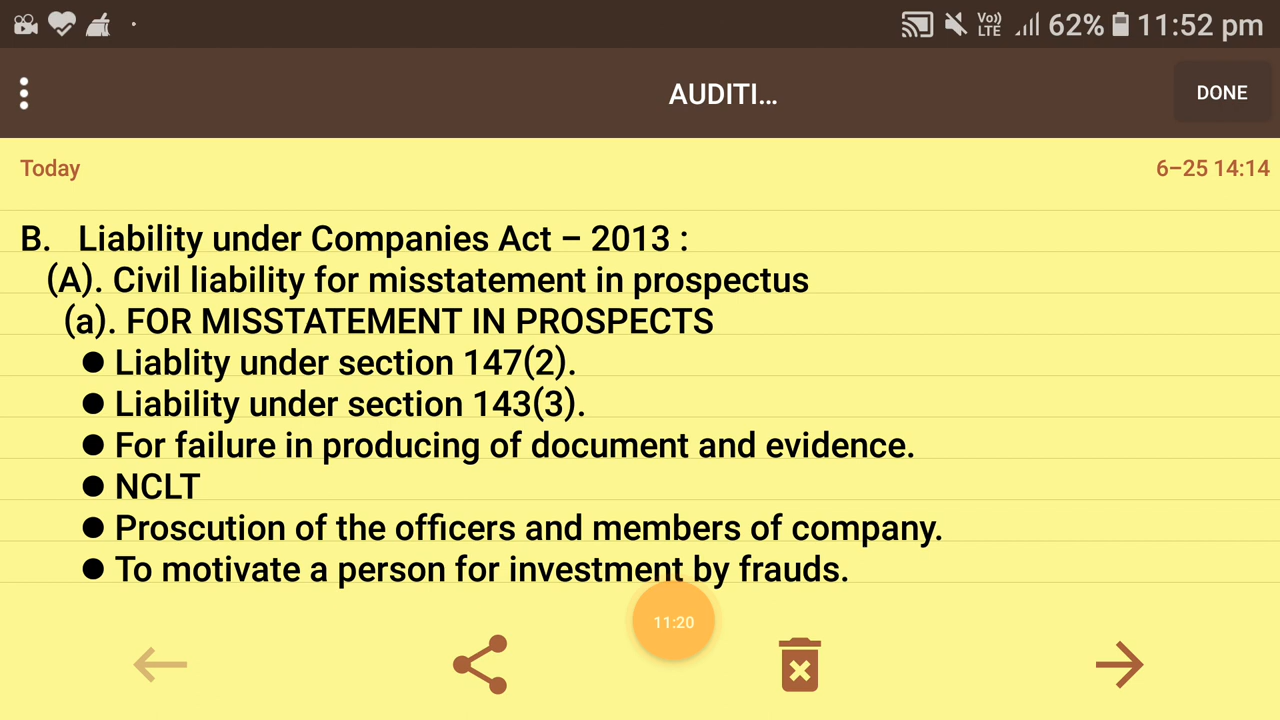 Vo))
LTE
62%
11:52 pm
AUDITI...
DONE
Today
6–25 14:14
B. Liability under Companies Act – 2013 :
(A). Civil liability for misstatement in prospectus
(a). FOR MISSTATEMENT IN PROSPECTS
● Liablity under section 147(2).
● Liability under section 143(3).
● For failure in producing of document and evidence.
● NCLT
● Proscution of the officers and members of company.
● To motivate a person for investment by frauds.
11:20